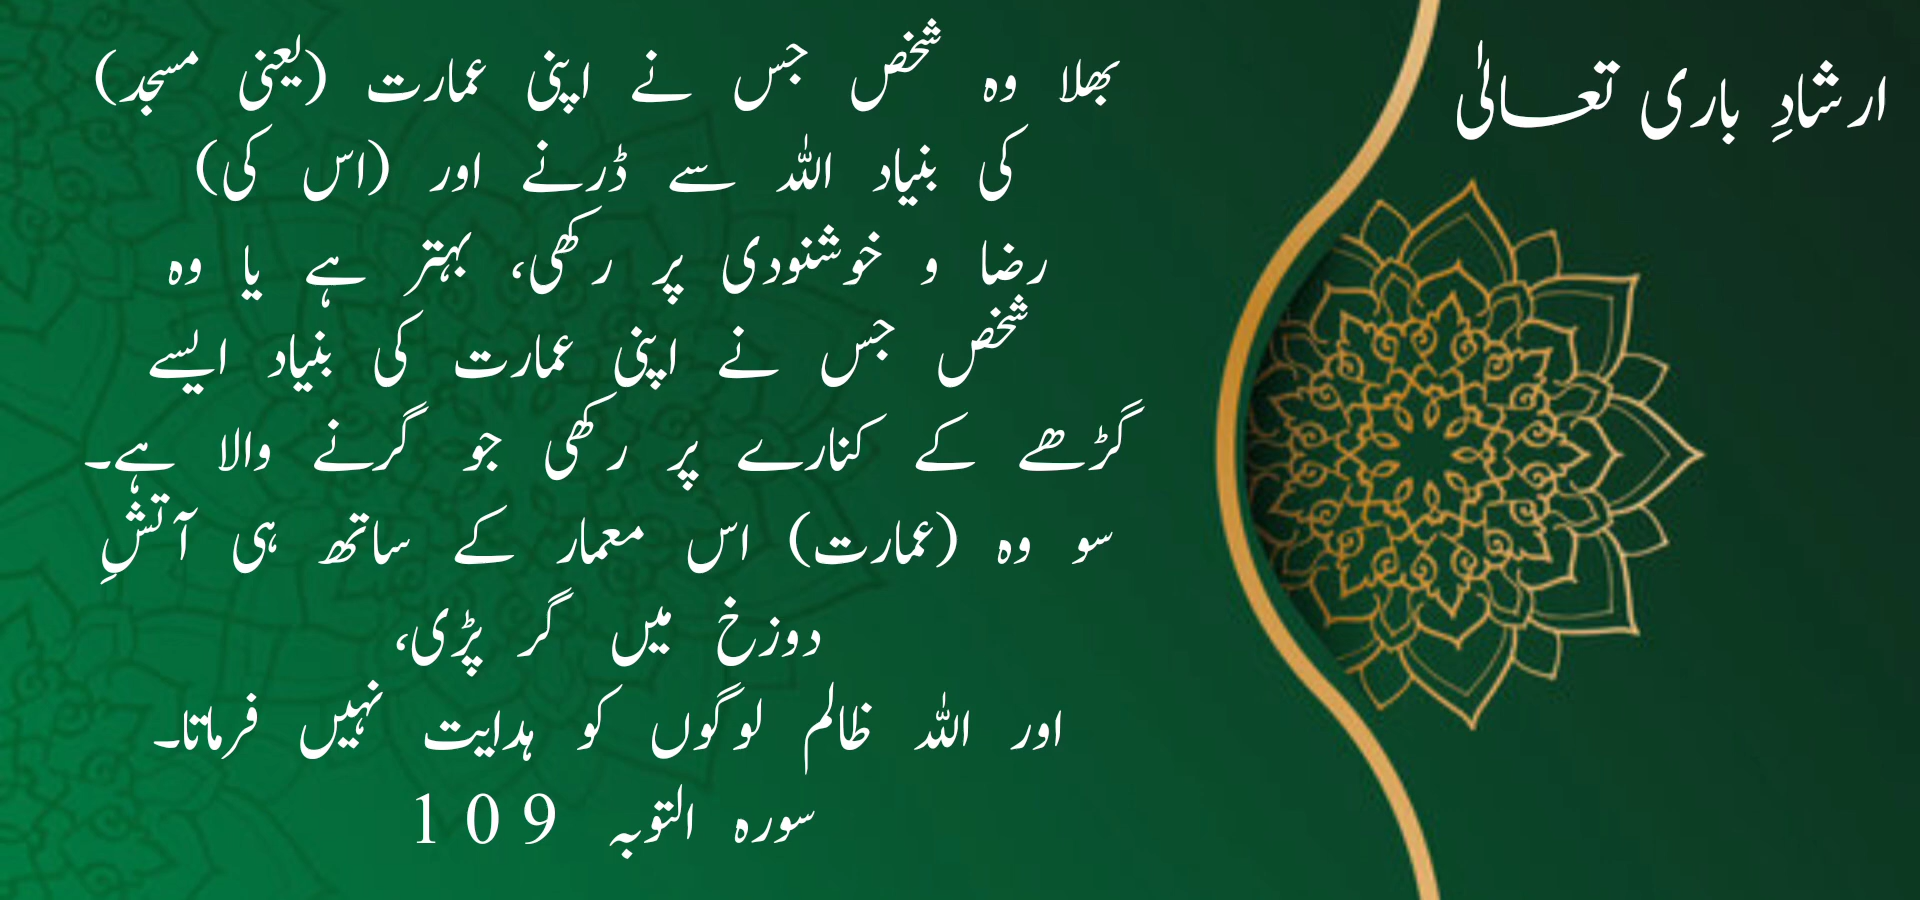 ارشادِ باری تعالیٰ
بھلا وہ شخص جس نے اپنی عمارت (یعنی مسجد)
کی بنیاد اللہ سے ڈرنے اور (اس کی)
رضا و خوشنودی پر رکھی، بہتر ہے یا وہ
شخص جس نے اپنی عمارت کی بنیاد ایسے
گڑھے کے کنارے پر رکھی جو گرنے والا ہے۔
سو وہ (عمارت) اس معمار کے ساتھ ہی آتشِ
دوزخ میں گر پڑی،
اور اللہ ظالم لوگوں کو ہدایت نہیں فرماتا۔
سورہ التوبہ 109